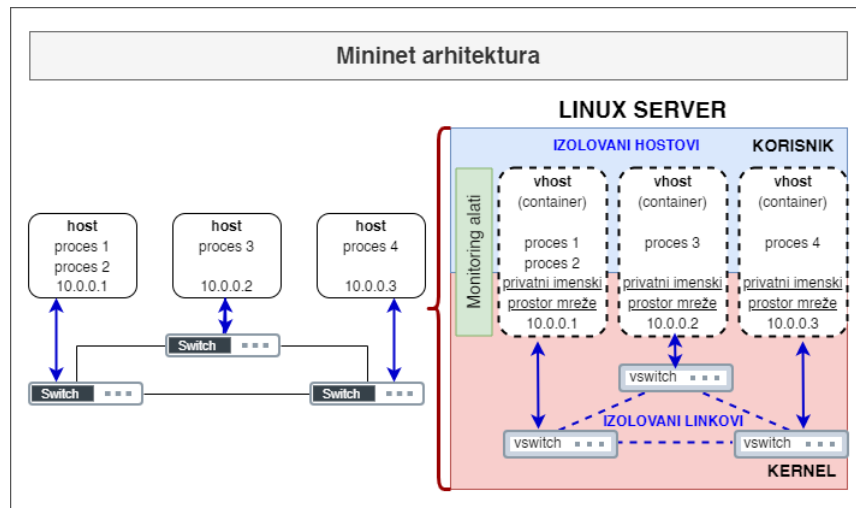 Mininet arhitektura
LINUX SERVER
IZOLOVANI HOSTOVI
KORISNIK
host
proces 1
proces 2
10.0.0.1
host
proces 3
10.0.0.2
host
proces 4
10.0.0.3
Switch
Switch
Switch
Monitoring alati
vhost
(container)
proces 1
proces 2
privatni imenski
prostor mreže
10.0.0.1
vhost
(container)
proces 3
privatni imenski
prostor mreže
10.0.0.2
vhost
(container)
proces 4
privatni imenski
prostor mreže
10.0.0.3
vswitch
IZOLOVANI LINKOVI
vswitch
vswitch
KERNEL